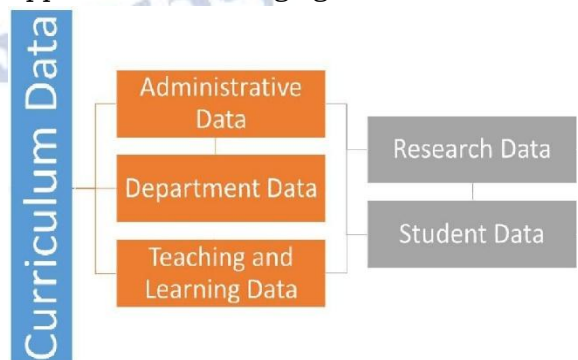 Curriculum Data
Administrative
Data
Department Data
Teaching and
Learning Data
Research Data
Student Data